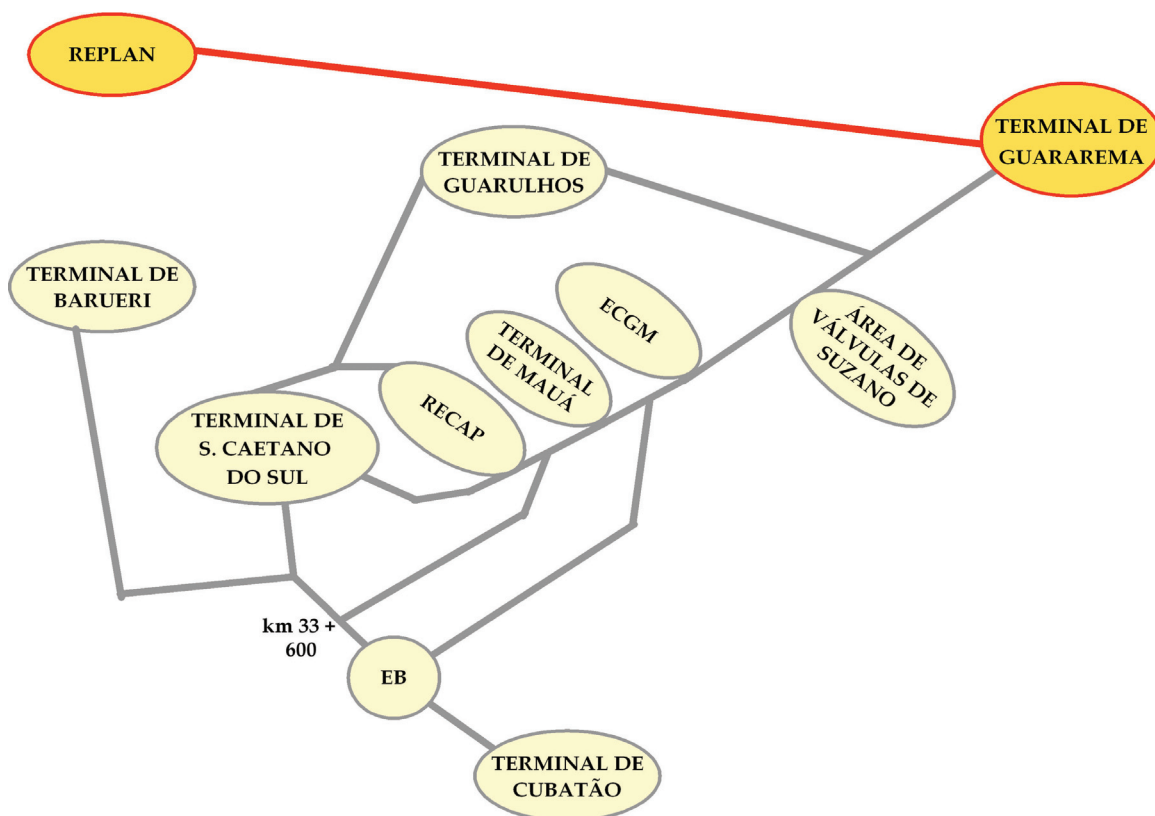 REPLAN
TERMINAL DE
GUARAREMA
TERMINAL DE
GUARULHOS
TERMINAL DE
BARUERI
ECGM
ÁREA DE
VÁLVULAS DE
SUZANO
TERMINAL
DE MAUÁ
RECAP
TERMINAL DE
S. CAETANO
DO SUL
km 33 +
600
EB
TERMINAL DE
CUBATÃO